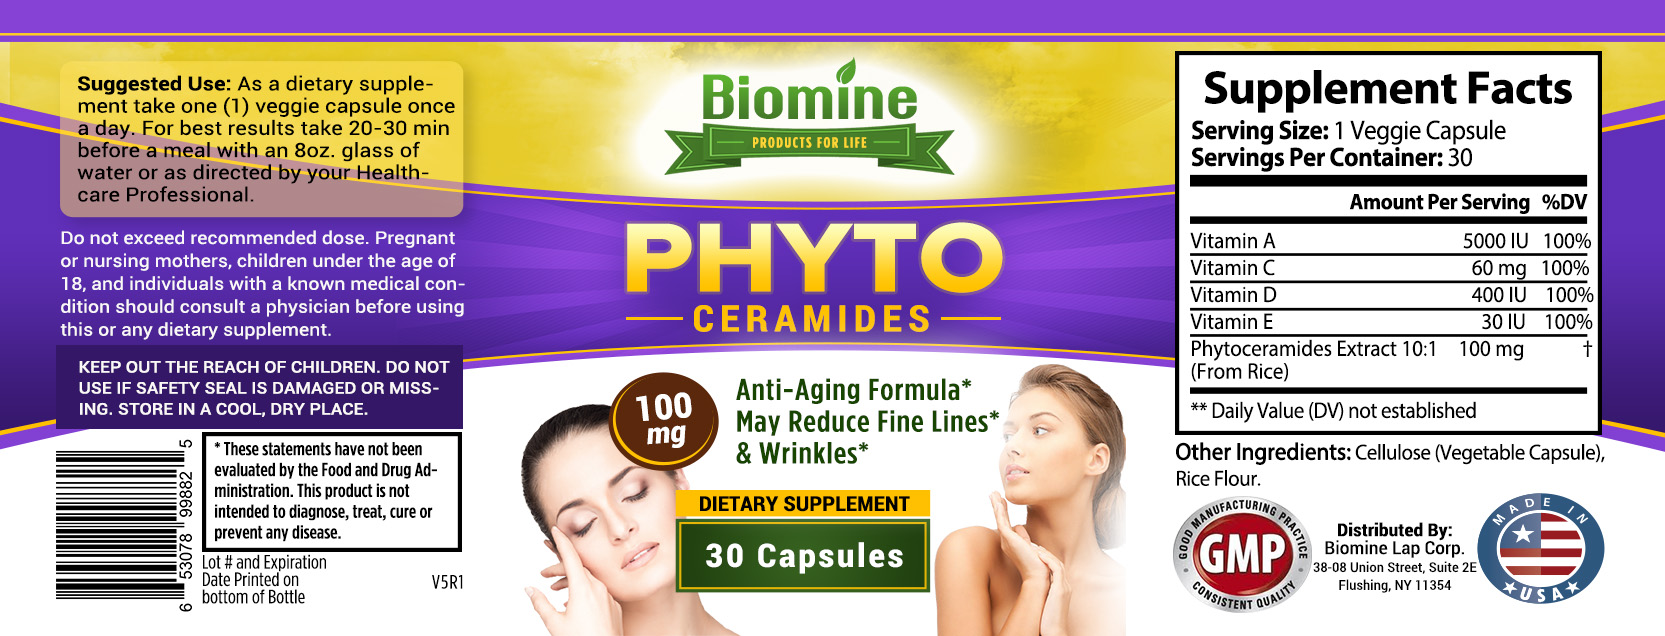 Suggested Use: As a dietary supple-
ment take one (1) veggie capsule once
a day. For best results take 20-30 min
before a meal with an 8oz. glass of
water or as directed by your Health-
care Professional.
Do not exceed recommended dose. Pregnant
or nursing mothers, children under the age of
18, and individuals with a known medical con-
dition should consult a physician before using
this or any dietary supplement.
KEEP OUT THE REACH OF CHILDREN. DO NOT
USE IF SAFETY SEAL IS DAMAGED OR MISS-
ING. STORE IN A COOL, DRY PLACE.
6 53078 99882 5
* These statements have not been
evaluated by the Food and Drug Ad-
ministration. This product is not
intended to diagnose, treat, cure or
prevent any disease.
Lot # and Expiration
Date Printed on
bottom of Bottle
V5R1
Biomine
PRODUCTS FOR LIFE
PHYTO
CERAMIDES
100
mg
Anti-Aging Formula*
May Reduce Fine Lines*
& Wrinkles*
DIETARY SUPPLEMENT
30 Capsules
Supplement Facts
Serving Size: 1 Veggie Capsule
Servings Per Container: 30
Amount Per Serving %DV
Vitamin A 5000 IU 100%
Vitamin C 60 mg 100%
Vitamin D 400 IU 100%
Vitamin E 30 IU 100%
Phytoceramides Extract 10:1 100 mg †
(From Rice)
** Daily Value (DV) not established
Other Ingredients: Cellulose (Vegetable Capsule),
Rice Flour.
GOOD MANUFACTURING PRACTICE
GMP
CONSISTENT QUALITY
Distributed By:
Biomine Lap Corp.
38-08 Union Street, Suite 2E
Flushing, NY 11354
MADE IN
USA